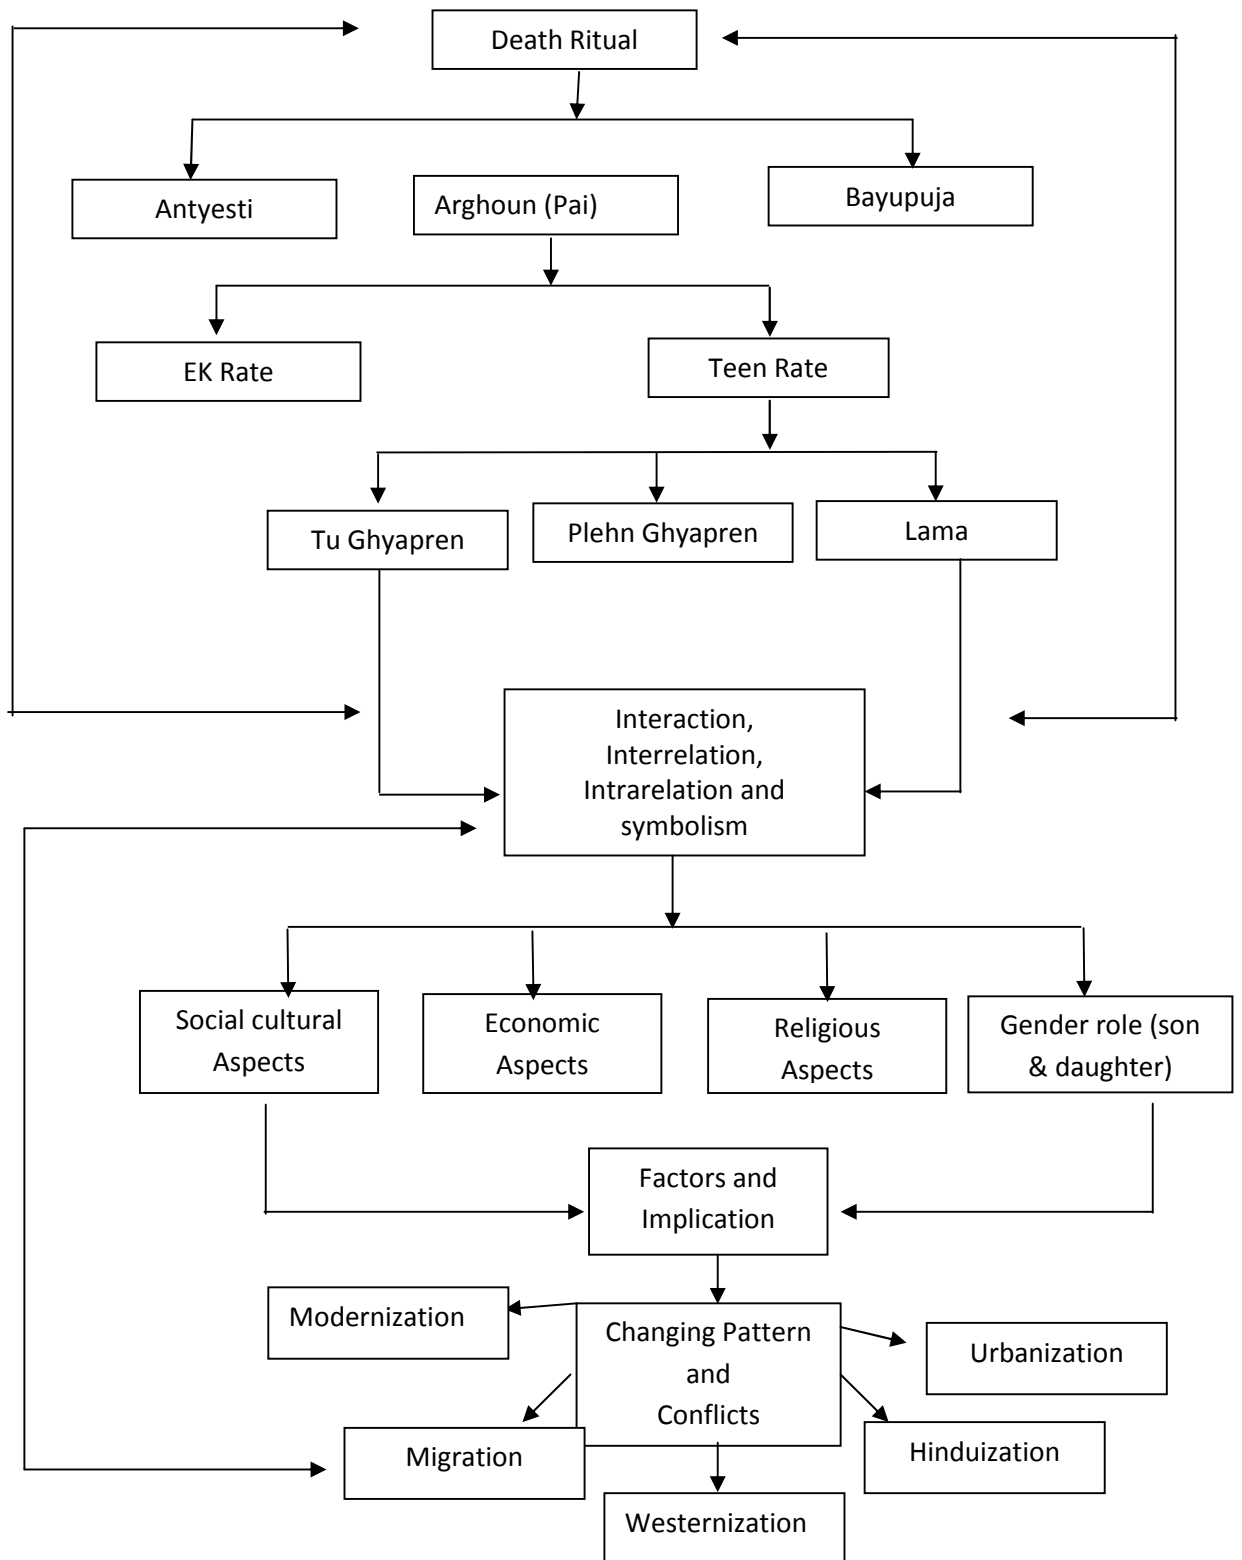 Death Ritual
Antyesti
Arghoun (Pai)
Bayupuja
EK Rate
Teen Rate
Tu Ghyapren
Plehn Ghyapren
Lama
Interaction,
Interrelation,
Intrarelation and
symbolism
Social cultural
Aspects
Economic
Aspects
Religious
Aspects
Gender role (son
& daughter)
Factors and
Implication
Modernization
Changing Pattern
and
Conflicts
Urbanization
Migration
Hinduization
Westernization